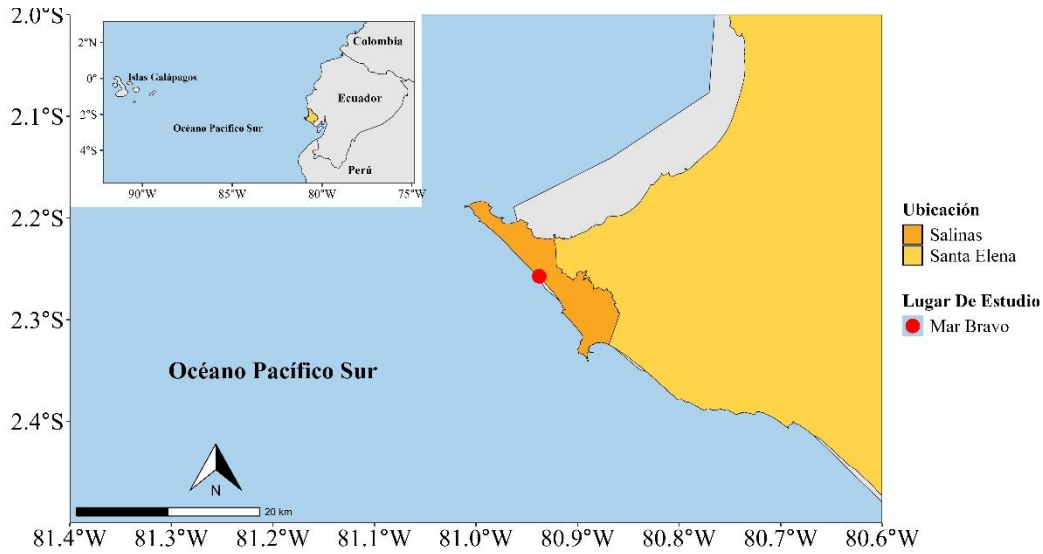 2.0°S
2.1°S
2.2°S
2.3°S
2.4°S
2°N
0°
2°S
4°S
Colombia
Islas Galápagos
Ecuador
Océano Pacífico Sur
Perú
90°W
85°W
80°W
75°W
Ubicación
Salinas
Santa Elena
Lugar De Estudio
Mar Bravo
Océano Pacífico Sur
N
20 km
81.4°W
81.3°W
81.2°W
81.1°W
81.0°W
80.9°W
80.8°W
80.7°W
80.6°W